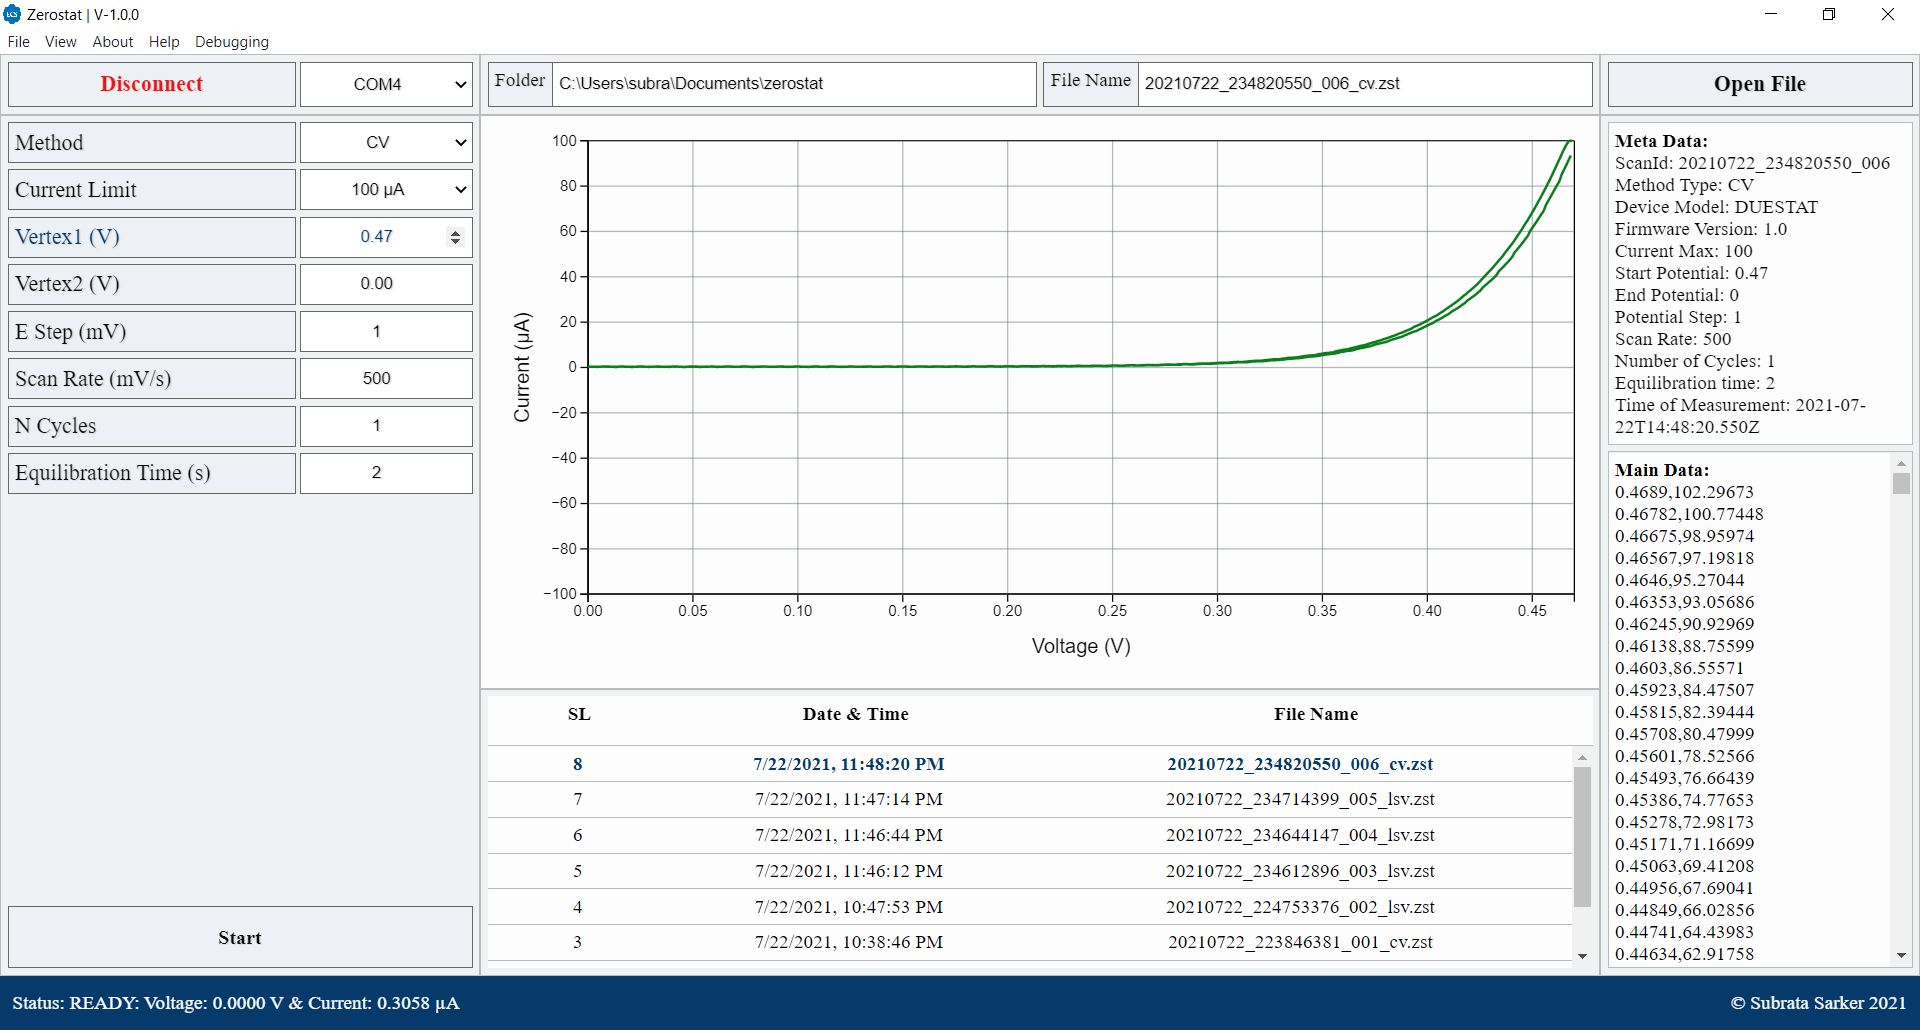 Zerostat | V-1.0.0
File View About Help Debugging
Disconnect COM4
Folder C:\Users\subra\Documents\zerostat File Name 20210722_234820550_006_cv.zst
Open File
Method CV
Current Limit 100 µA
Vertex1 (V) 0.47
Vertex2 (V) 0.00
E Step (mV) 1
Scan Rate (mV/s) 500
N Cycles 1
Equilibration Time (s) 2
Start
100
80
60
40
20
0
−20
−40
−60
−80
−100
Current (µA)
0.00 0.05 0.10 0.15 0.20 0.25 0.30 0.35 0.40 0.45
Voltage (V)
SL Date & Time File Name
8 7/22/2021, 11:48:20 PM 20210722_234820550_006_cv.zst
7 7/22/2021, 11:47:14 PM 20210722_234714399_005_lsv.zst
6 7/22/2021, 11:46:44 PM 20210722_234644147_004_lsv.zst
5 7/22/2021, 11:46:12 PM 20210722_234612896_003_lsv.zst
4 7/22/2021, 10:47:53 PM 20210722_224753376_002_lsv.zst
3 7/22/2021, 10:38:46 PM 20210722_223846381_001_cv.zst
Meta Data:
ScanId: 20210722_234820550_006
Method Type: CV
Device Model: DUESTAT
Firmware Version: 1.0
Current Max: 100
Start Potential: 0.47
End Potential: 0
Potential Step: 1
Scan Rate: 500
Number of Cycles: 1
Equilibration time: 2
Time of Measurement: 2021-07-
22T14:48:20.550Z
Main Data:
0.4689,102.29673
0.46782,100.77448
0.46675,98.95974
0.46567,97.19818
0.4646,95.27044
0.46353,93.05686
0.46245,90.92969
0.46138,88.75599
0.4603,86.55571
0.45923,84.47507
0.45815,82.39444
0.45708,80.47999
0.45601,78.52566
0.45493,76.66439
0.45386,74.77653
0.45278,72.98173
0.45171,71.16699
0.45063,69.41208
0.44956,67.69041
0.44849,66.02856
0.44741,64.43983
0.44634,62.91758
Status: READY: Voltage: 0.0000 V & Current: 0.3058 µA
© Subrata Sarker 2021